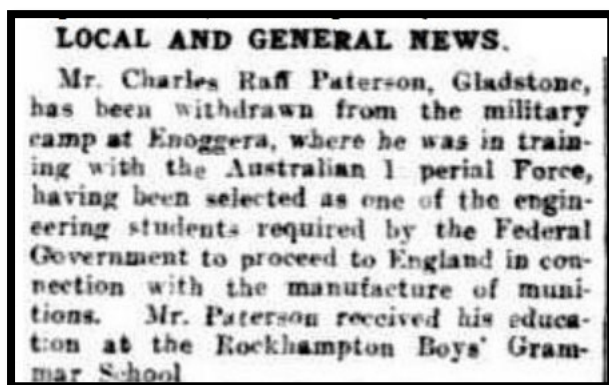 LOCAL AND GENERAL NEWS.
Mr. Charles Raff Paterson, Gladstone,
has been withdrawn from the military
camp at Enoggera, where he was in train-
ing with the Australian I perial Force,
having been selected as one of the engin-
eering students required by the Federal
Government to proceed to England in con-
nection with the manufacture of muni-
tions. Mr. Paterson received his educa-
tion at the Rockhampton Boys' Gram-
mar School